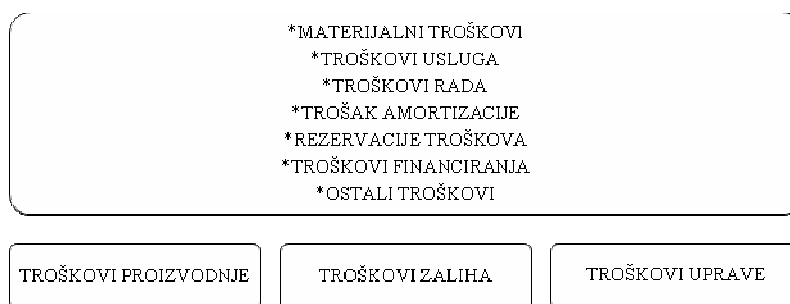 *MATERIJALNI TROŠKOVI
*TROŠKOVI USLUGA
*TROŠKOVI RADA
*TROŠAK AMORTIZACIJE
*REZERVACIJE TROŠKOVA
*TROŠKOVI FINANCIRANJA
*OSTALI TROŠKOVI
TROŠKOVI PROIZVODNJE
TROŠKOVI ZALIHA
TROŠKOVI UPRAVE